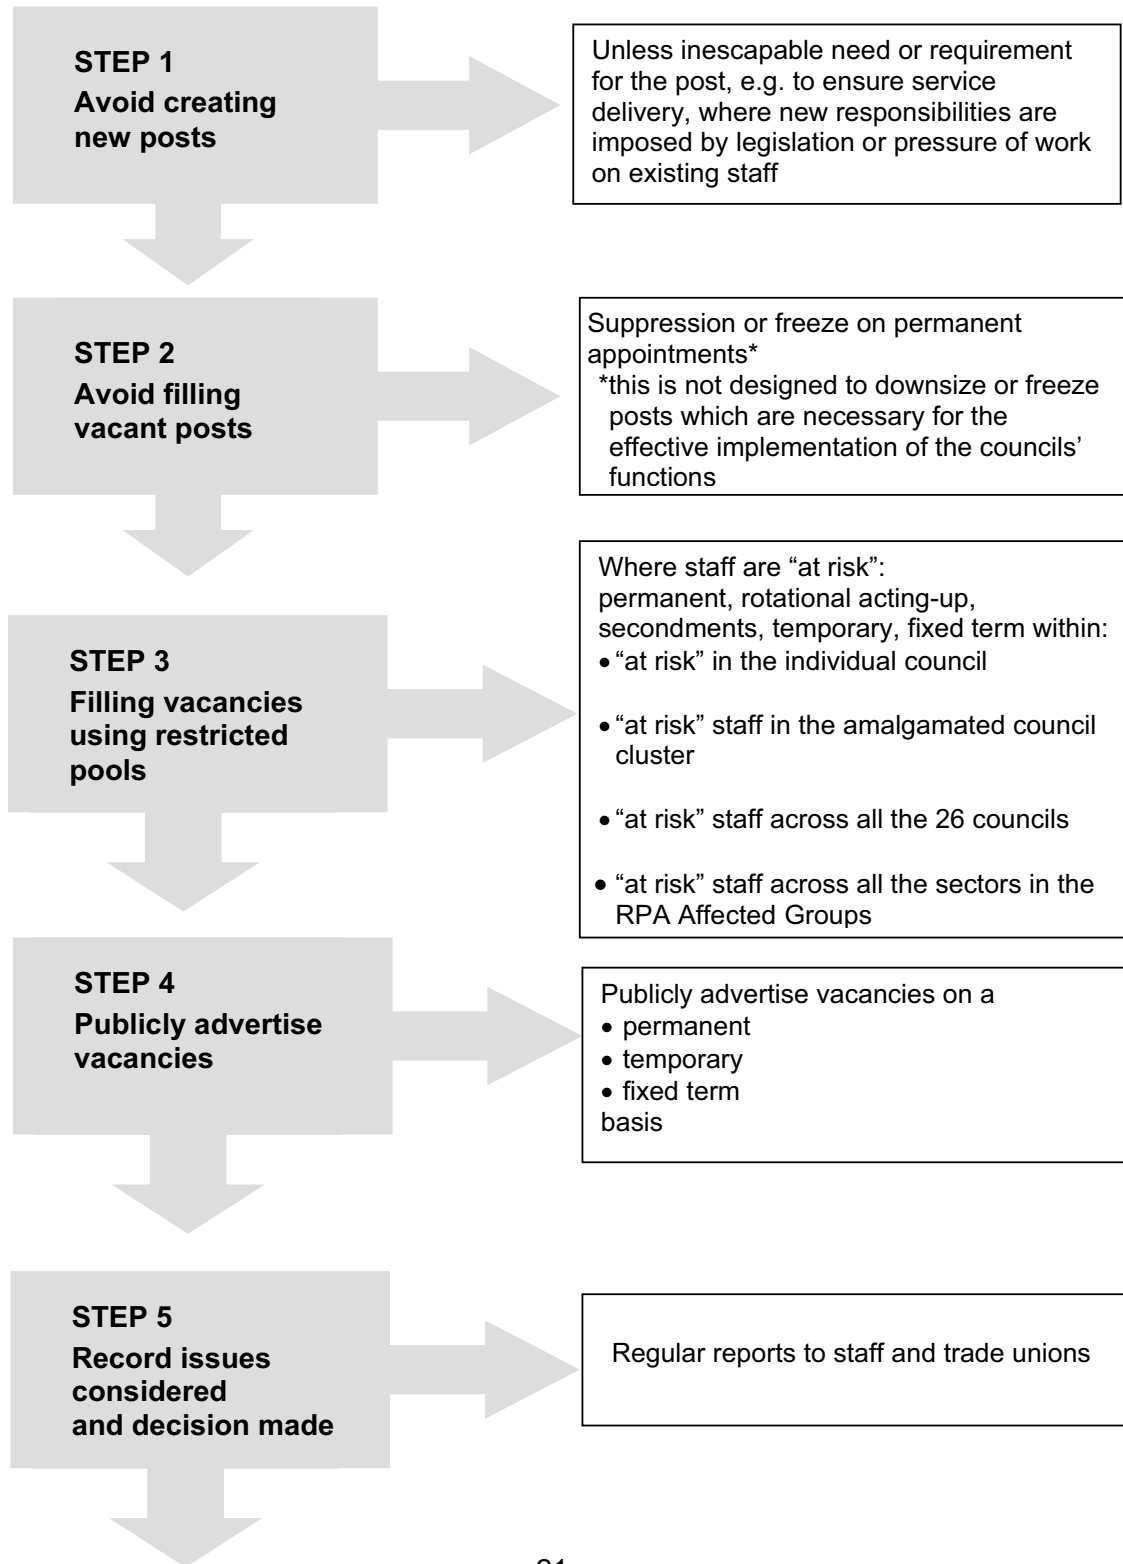 STEP 1
Avoid creating
new posts
Unless inescapable need or requirement
for the post, e.g. to ensure service
delivery, where new responsibilities are
imposed by legislation or pressure of work
on existing staff
STEP 2
Avoid filling
vacant posts
Suppression or freeze on permanent
appointments*
*this is not designed to downsize or freeze
posts which are necessary for the
effective implementation of the councils’
functions
STEP 3
Filling vacancies
using restricted
pools
Where staff are “at risk”:
permanent, rotational acting-up,
secondments, temporary, fixed term within:
• “at risk” in the individual council
• “at risk” staff in the amalgamated council
cluster
• “at risk” staff across all the 26 councils
• “at risk” staff across all the sectors in the
RPA Affected Groups
STEP 4
Publicly advertise
vacancies
Publicly advertise vacancies on a
• permanent
• temporary
• fixed term
basis
STEP 5
Record issues
considered
and decision made
Regular reports to staff and trade unions